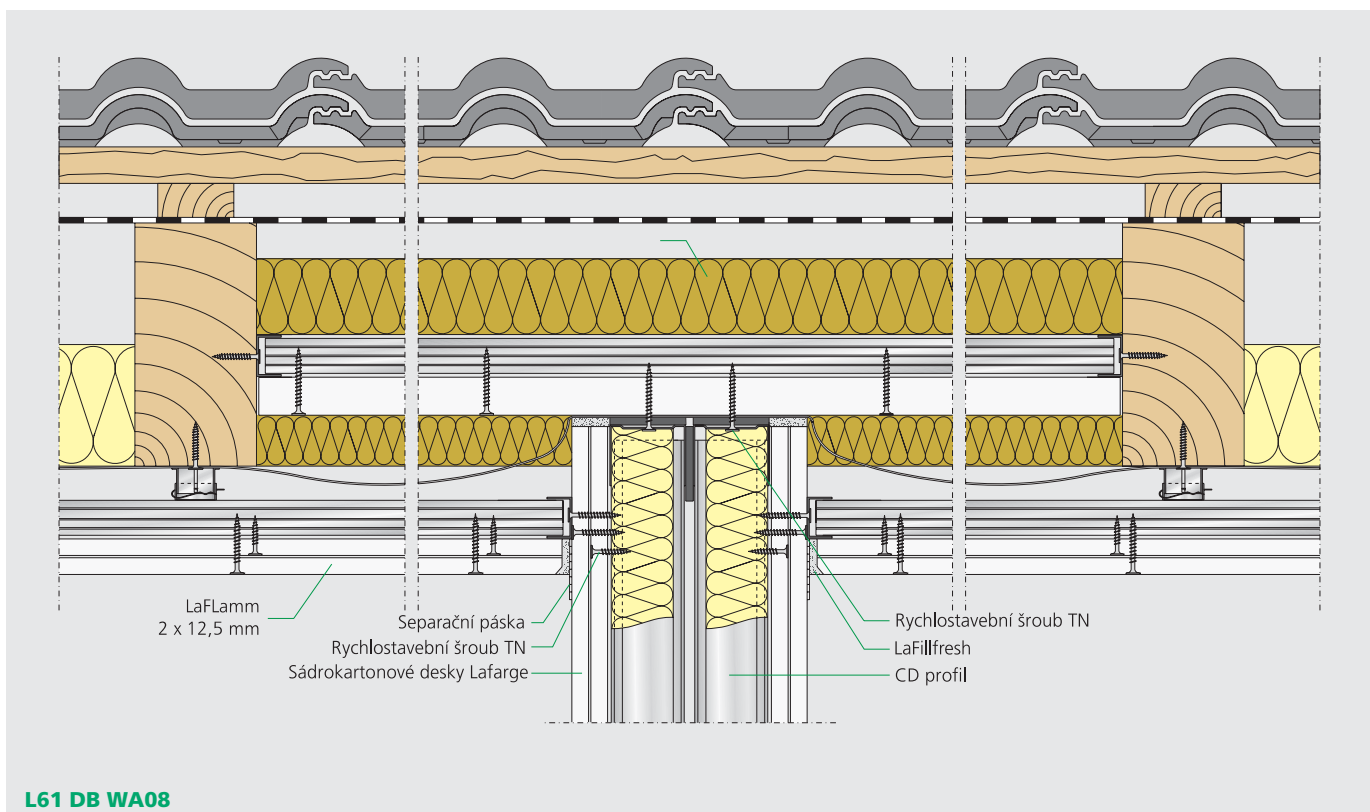 LaFLamm
2 x 12,5 mm
Separační páska
Rychlostavební šroub TN
Sádrokartonové desky Lafarge
Rychlostavební šroub TN
LaFillfresh
CD profil
L61 DB WA08